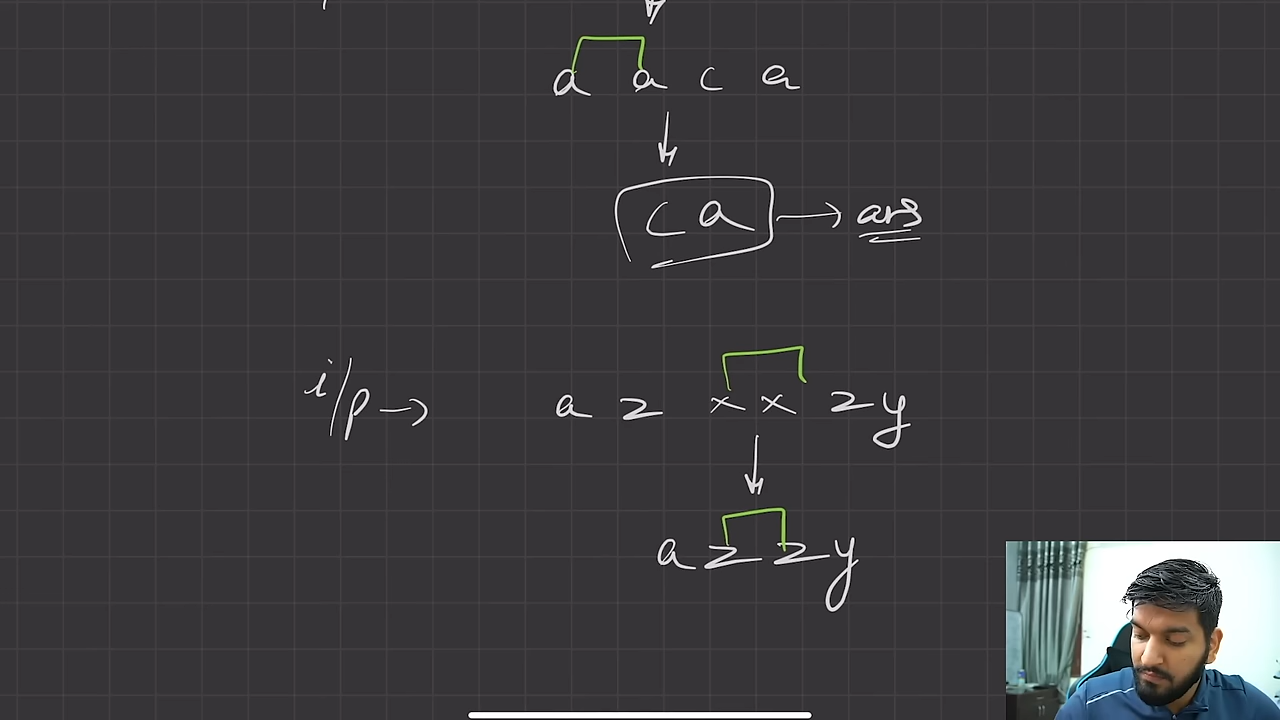 a a c a
c a → ans
i/p → a z x x z y
a z z y